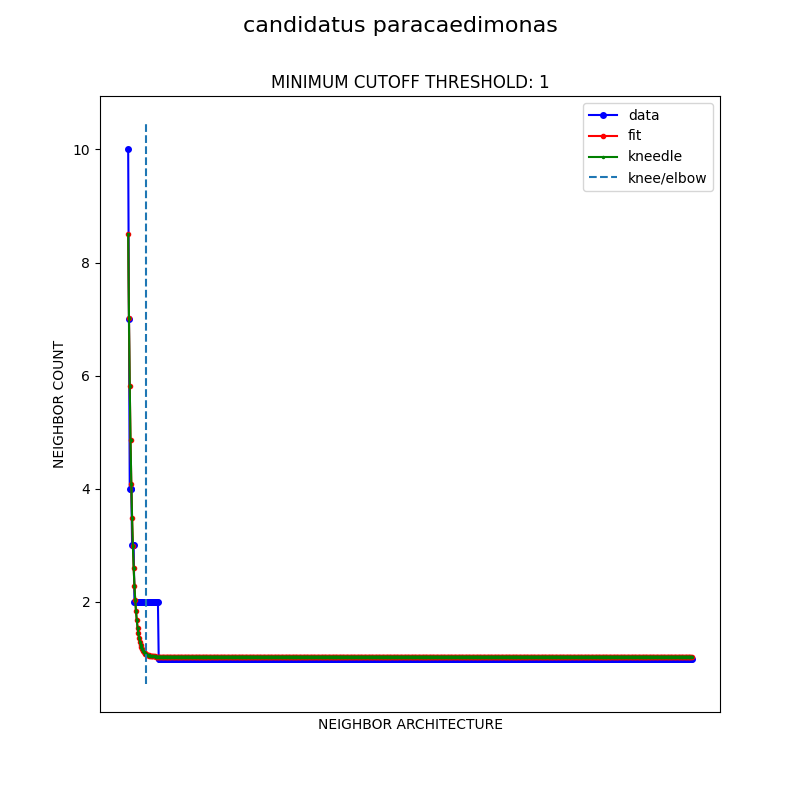 candidatus paracaedimonas
MINIMUM CUTOFF THRESHOLD: 1
data
fit
kneedle
knee/elbow
10
8
6
4
2
NEIGHBOR COUNT
NEIGHBOR ARCHITECTURE